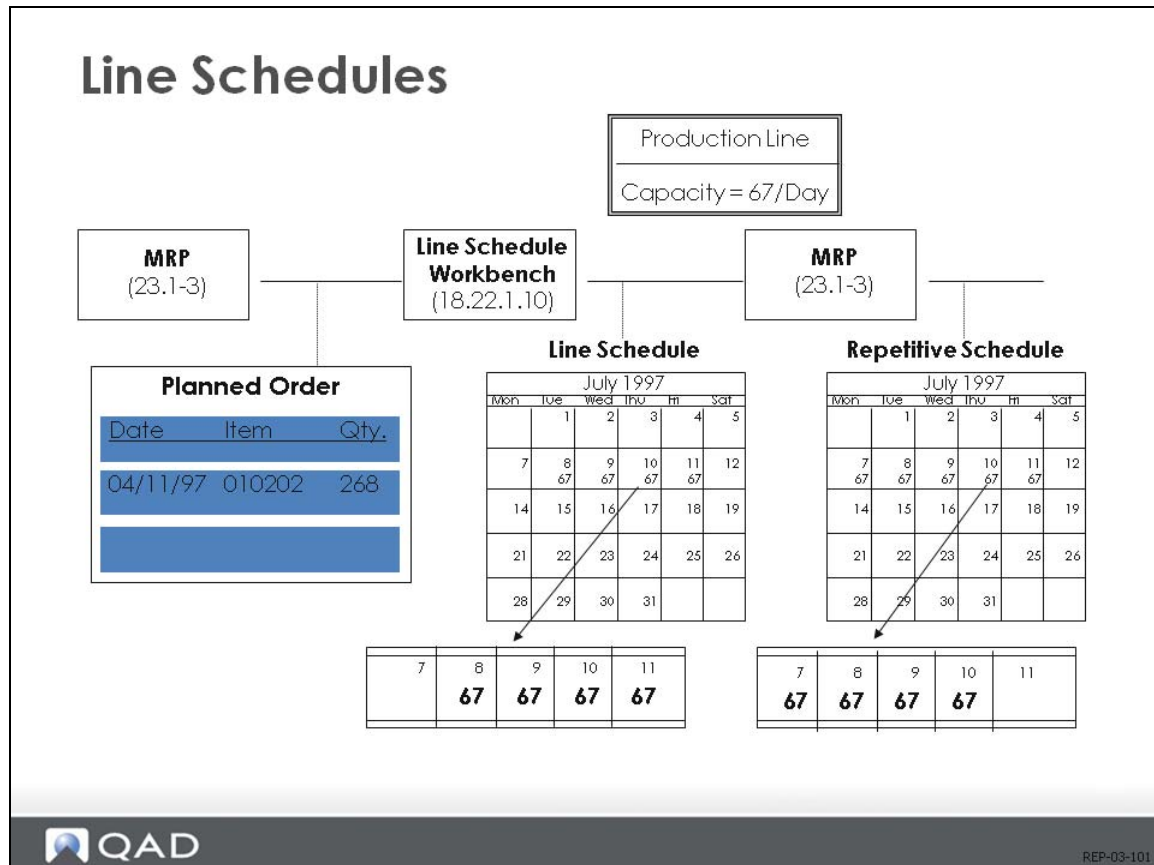 Line Schedules
Production Line
Capacity = 67/Day
MRP
(23.1-3)
Line Schedule
Workbench
(18.22.1.10)
MRP
(23.1-3)
Planned Order
Date Item Qty.
04/11/97 010202 268
Line Schedule
July 1997
Mon Tue Wed Thu Fri Sat
1 2 3 4 5
7 8 9 10 11 12
67 67 67 67
14 15 16 17 18 19
21 22 23 24 25 26
28 29 30 31
7 8 9 10 11
67 67 67 67
Repetitive Schedule
July 1997
Mon Tue Wed Thu Fri Sat
1 2 3 4 5
7 8 9 10 11 12
67 67 67 67 67
14 15 16 17 18 19
21 22 23 24 25 26
28 29 30 31
7 8 9 10 11
67 67 67 67
QAD
REP-03-101